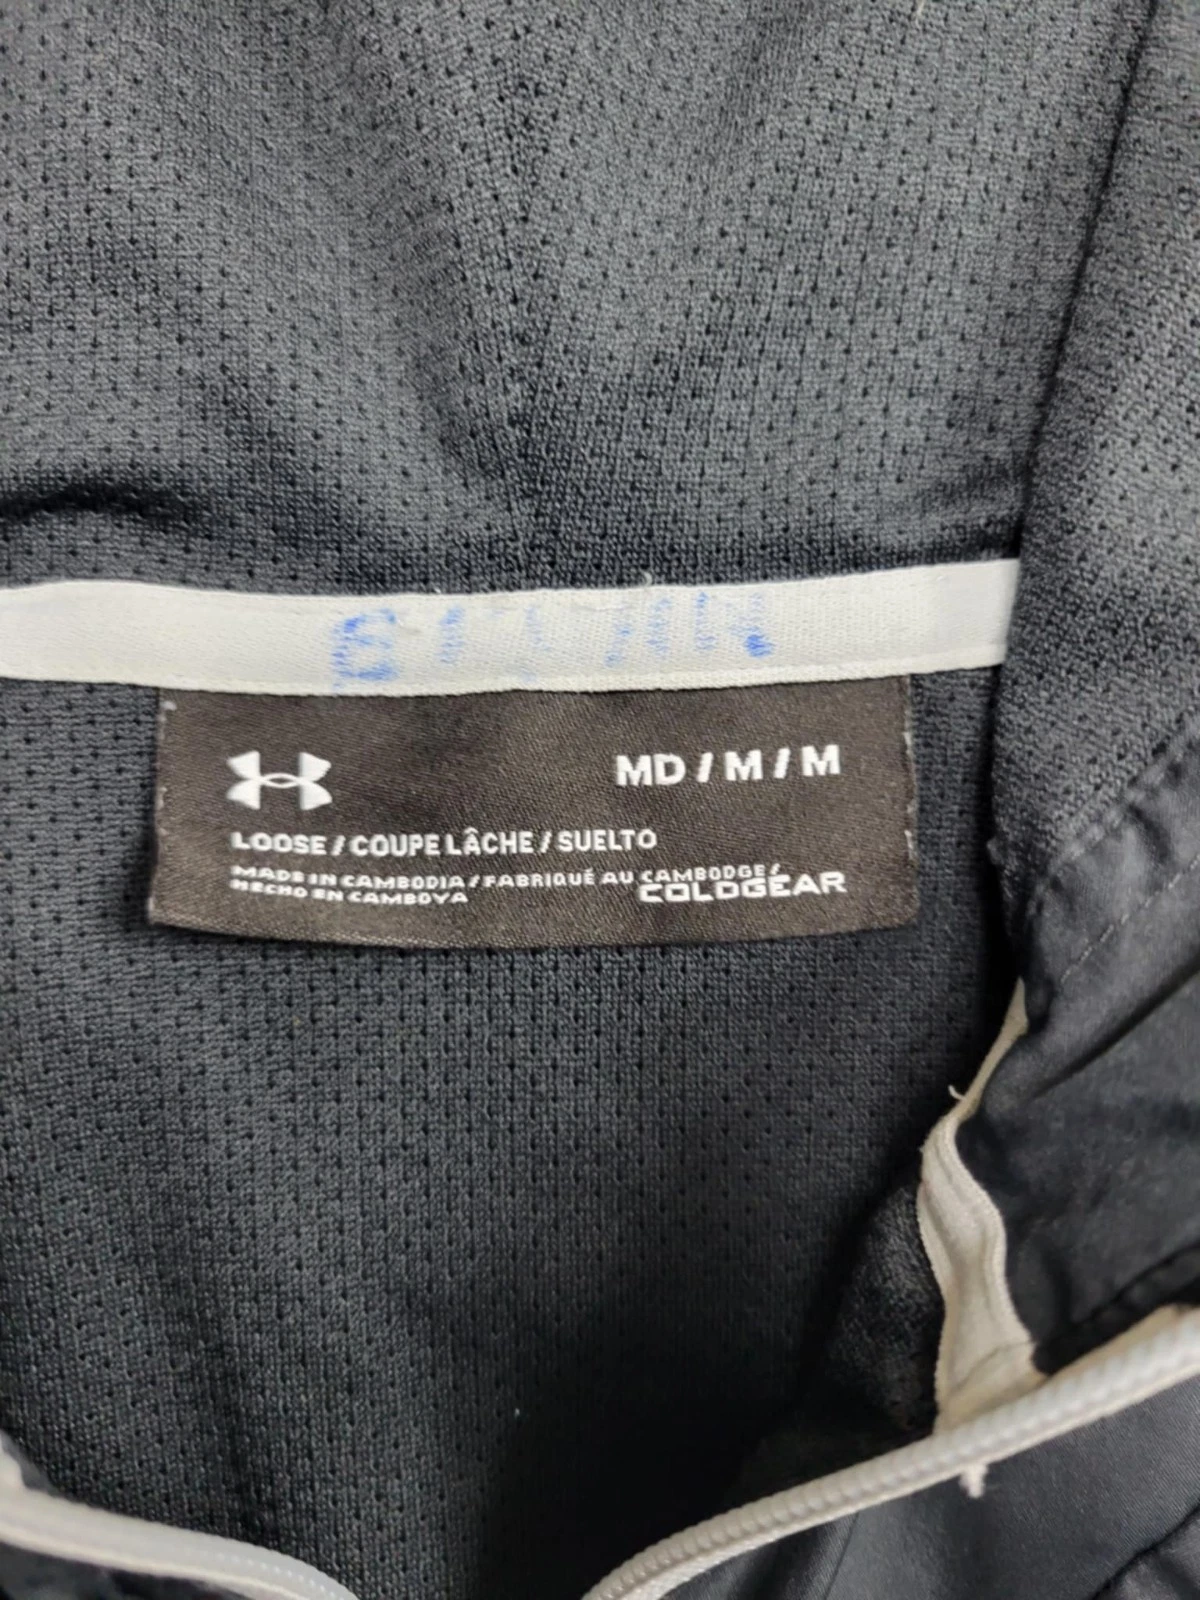 MD / M / M
LOOSE / COUPE LÂCHE / SUELTO
MADE IN CAMBODIA / FABRIQUÉ AU CAMBODGE /
HECHO EN CAMBOYA
COLDGEAR